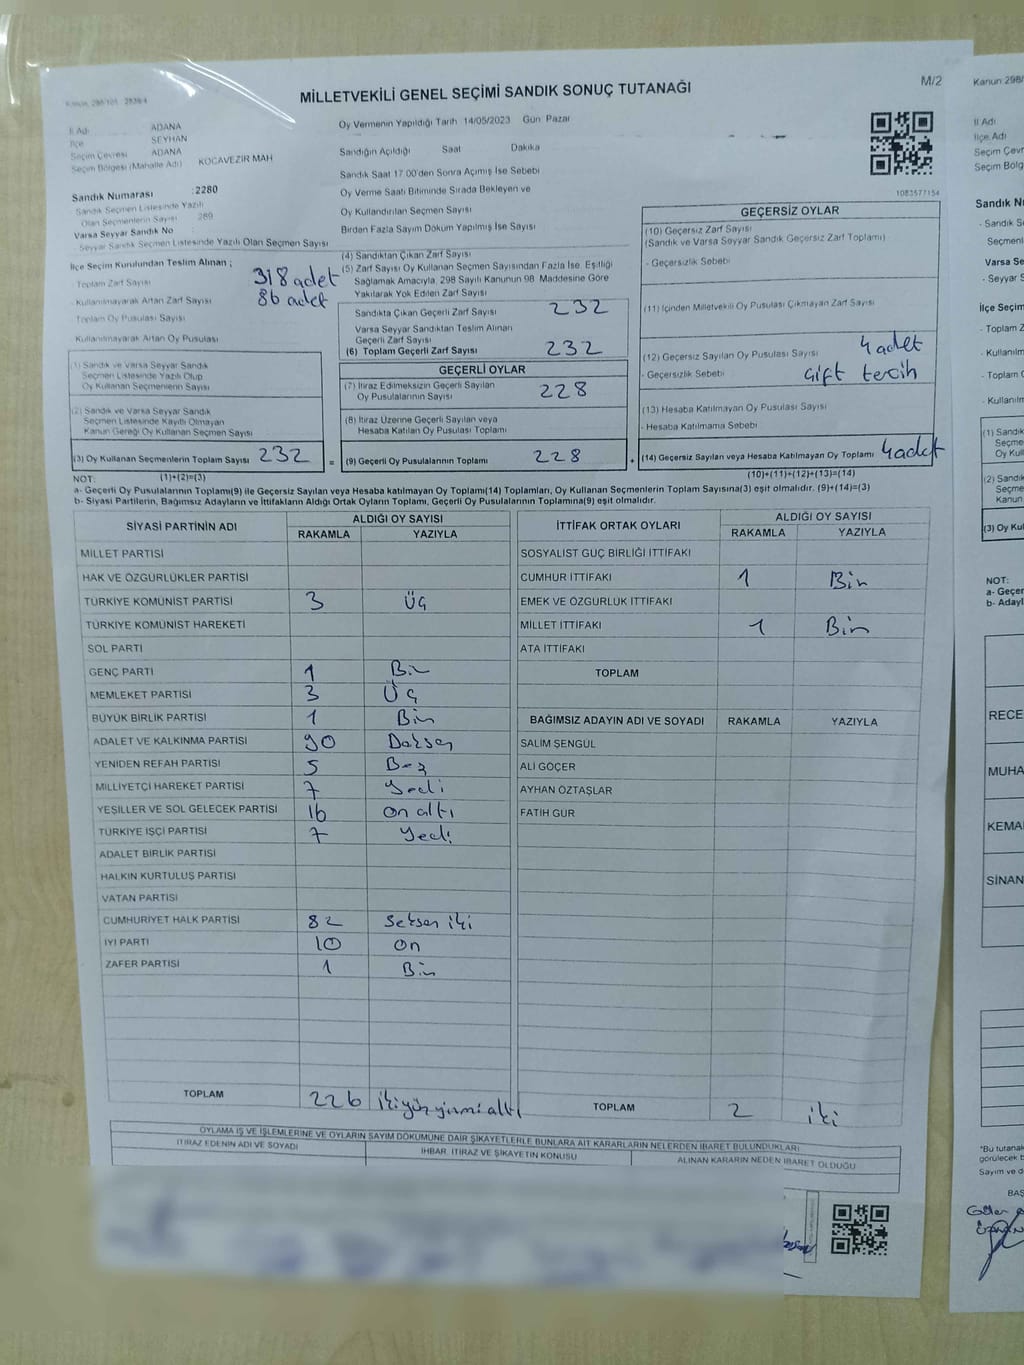 Kanun 298/101 2839/4
MİLLETVEKİLİ GENEL SEÇİMİ SANDIK SONUÇ TUTANAĞI
M/2
İl Adı ADANA
İlçe SEYHAN
Seçim Çevresi ADANA
Seçim Bölgesi (Mahalle Adı) KOCAVEZİR MAH
Oy Vermenin Yapıldığı Tarih 14/05/2023 Gün Pazar
Sandığın Açıldığı Saat Dakika
Sandık Saat 17.00'den Sonra Açımış İse Sebebi
Oy Verme Saati Bitiminde Sırada Bekleyen ve
Oy Kullandırılan Seçmen Sayısı
Birden Fazla Sayım Döküm Yapılmış İse Sayısı
1083577154
Sandık Numarası :2280
Sandık Seçmen Listesinde Yazılı
Olan Seçmenlerin Sayısı 289
Varsa Seyyar Sandık No
- Seyyar Sandık Seçmen Listesinde Yazılı Olan Seçmen Sayısı
İlçe Seçim Kurulundan Teslim Alınan ;
- Toplam Zarf Sayısı 318 adet
- Kullanılmayarak Artan Zarf Sayısı 86 adet
Toplam Oy Pusulası Sayısı
Kullanılmayarak Artan Oy Pusulası
(4) Sandıktan Çıkan Zarf Sayısı
(5) Zarf Sayısı Oy Kullanan Seçmen Sayısından Fazla İse, Eşitliği
Sağlamak Amacıyla, 298 Sayılı Kanunun 98. Maddesine Göre
Yakılarak Yok Edilen Zarf Sayısı
Sandıkta Çıkan Geçerli Zarf Sayısı 232
Varsa Seyyar Sandıktan Teslim Alınan
Geçerli Zarf Sayısı
(6) Toplam Geçerli Zarf Sayısı 232
GEÇERSİZ OYLAR
(10) Geçersiz Zarf Sayısı
(Sandık ve Varsa Seyyar Sandık Geçersiz Zarf Toplamı)
- Geçersizlik Sebebi
(11) İçinden Milletvekili Oy Pusulası Çıkmayan Zarf Sayısı
(12) Geçersiz Sayılan Oy Pusulası Sayısı 4 adet
- Geçersizlik Sebebi Çift tercih
(13) Hesaba Katılmayan Oy Pusulası Sayısı
- Hesaba Katılmama Sebebi
(1) Sandık ve Varsa Seyyar Sandık
Seçmen Listesinde Yazılı Olup
Oy Kullanan Seçmenlerin Sayısı
(2) Sandık ve Varsa Seyyar Sandık
Seçmen Listesinde Kayıtlı Olmayan
Kanun Gereği Oy Kullanan Seçmen Sayısı
GEÇERLİ OYLAR
(7) İtiraz Edilmeksizin Geçerli Sayılan
Oy Pusulalarının Sayısı 228
(8) İtiraz Üzerine Geçerli Sayılan veya
Hesaba Katılan Oy Pusulası Toplamı
(3) Oy Kullanan Seçmenlerin Toplam Sayısı 232 = (9) Geçerli Oy Pusulalarının Toplamı 228 + (14) Geçersiz Sayılan veya Hesaba Katılmayan Oy Toplamı 4 adet
NOT: (1)+(2)=(3) (10)+(11)+(12)+(13)=(14)
a- Geçerli Oy Pusulalarının Toplamı(9) ile Geçersiz Sayılan veya Hesaba katılmayan Oy Toplamı(14) Toplamları, Oy Kullanan Seçmenlerin Toplam Sayısına(3) eşit olmalıdır. (9)+(14)=(3)
b- Siyasi Partilerin, Bağımsız Adayların ve İttifakların Aldığı Ortak Oyların Toplamı, Geçerli Oy Pusulalarının Toplamına(9) eşit olmalıdır.
SİYASİ PARTİNİN ADI ALDIĞI OY SAYISI
RAKAMLA YAZIYLA
MİLLET PARTİSİ
HAK VE ÖZGÜRLÜKLER PARTİSİ
TÜRKİYE KOMÜNİST PARTİSİ 3 Üç
TÜRKİYE KOMÜNİST HAREKETİ
SOL PARTİ
GENÇ PARTİ 1 Bir
MEMLEKET PARTİSİ 3 Üç
BÜYÜK BİRLİK PARTİSİ 1 Bir
ADALET VE KALKINMA PARTİSİ 90 Doksan
YENİDEN REFAH PARTİSİ 5 Beş
MİLLİYETÇİ HAREKET PARTİSİ 7 Yedi
YEŞİLLER VE SOL GELECEK PARTİSİ 16 on altı
TÜRKİYE İŞÇİ PARTİSİ 7 Yedi
ADALET BİRLİK PARTİSİ
HALKIN KURTULUŞ PARTİSİ
VATAN PARTİSİ
CUMHURİYET HALK PARTİSİ 82 Seksen iki
İYİ PARTİ 10 On
ZAFER PARTİSİ 1 Bir
TOPLAM 226 ikiyüz yirmi altı
İTTİFAK ORTAK OYLARI ALDIĞI OY SAYISI
RAKAMLA YAZIYLA
SOSYALİST GÜÇ BİRLİĞİ İTTİFAKI
CUMHUR İTTİFAKI 1 Bir
EMEK VE ÖZGÜRLÜK İTTİFAKI
MİLLET İTTİFAKI 1 Bir
ATA İTTİFAKI
TOPLAM
BAĞIMSIZ ADAYIN ADI VE SOYADI RAKAMLA YAZIYLA
SALİM ŞENGÜL
ALİ GÖÇER
AYHAN ÖZTAŞLAR
FATİH GÜR
TOPLAM 2 iki
OYLAMA İŞ VE İŞLEMLERİNE VE OYLARIN SAYIM DÖKÜMÜNE DAİR ŞİKAYETLERLE BUNLARA AİT KARARLARIN NELERDEN İBARET BULUNDUKLARI
İTİRAZ EDENİN ADI VE SOYADI İHBAR, İTİRAZ VE ŞİKAYETİN KONUSU ALINAN KARARIN NEDEN İBARET OLDUĞU
Kanun 298/
İl Adı
İlçe Adı
Seçim Çevr
Seçim Bölg
Sandık Nu
- Sandık S
Seçmenl
Varsa Se
- Seyyar S
İlçe Seçim
- Toplam Z
- Kullanılm
- Toplam C
- Kullanılm
(1) Sandık
Seçme
Oy Kull
(2) Sandık
Seçme
Kanun
(3) Oy Kul
NOT:
a- Geçer
b- Adayl
RECE
MUHA
KEMA
SİNAN
"Bu tutanak
görülecek b
Sayım ve d
BAŞ